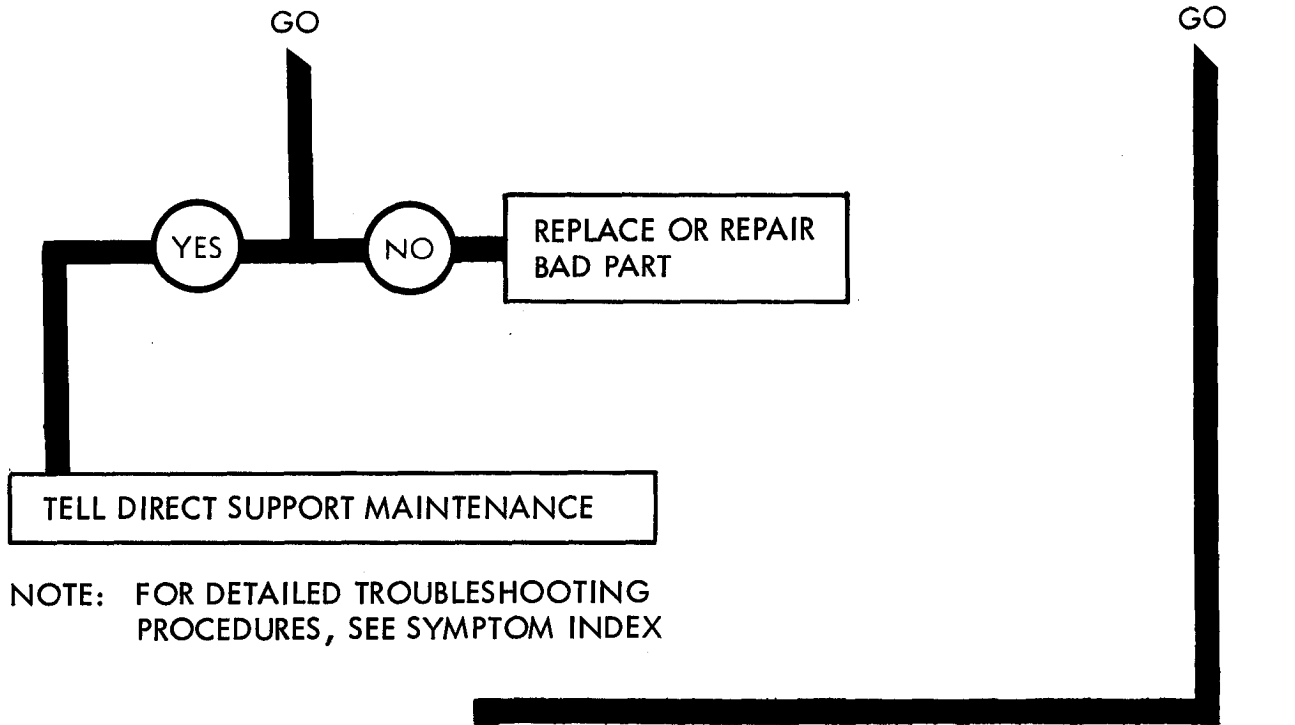 GO
GO
YES
NO
REPLACE OR REPAIR
BAD PART
TELL DIRECT SUPPORT MAINTENANCE
NOTE: FOR DETAILED TROUBLESHOOTING
PROCEDURES, SEE SYMPTOM INDEX